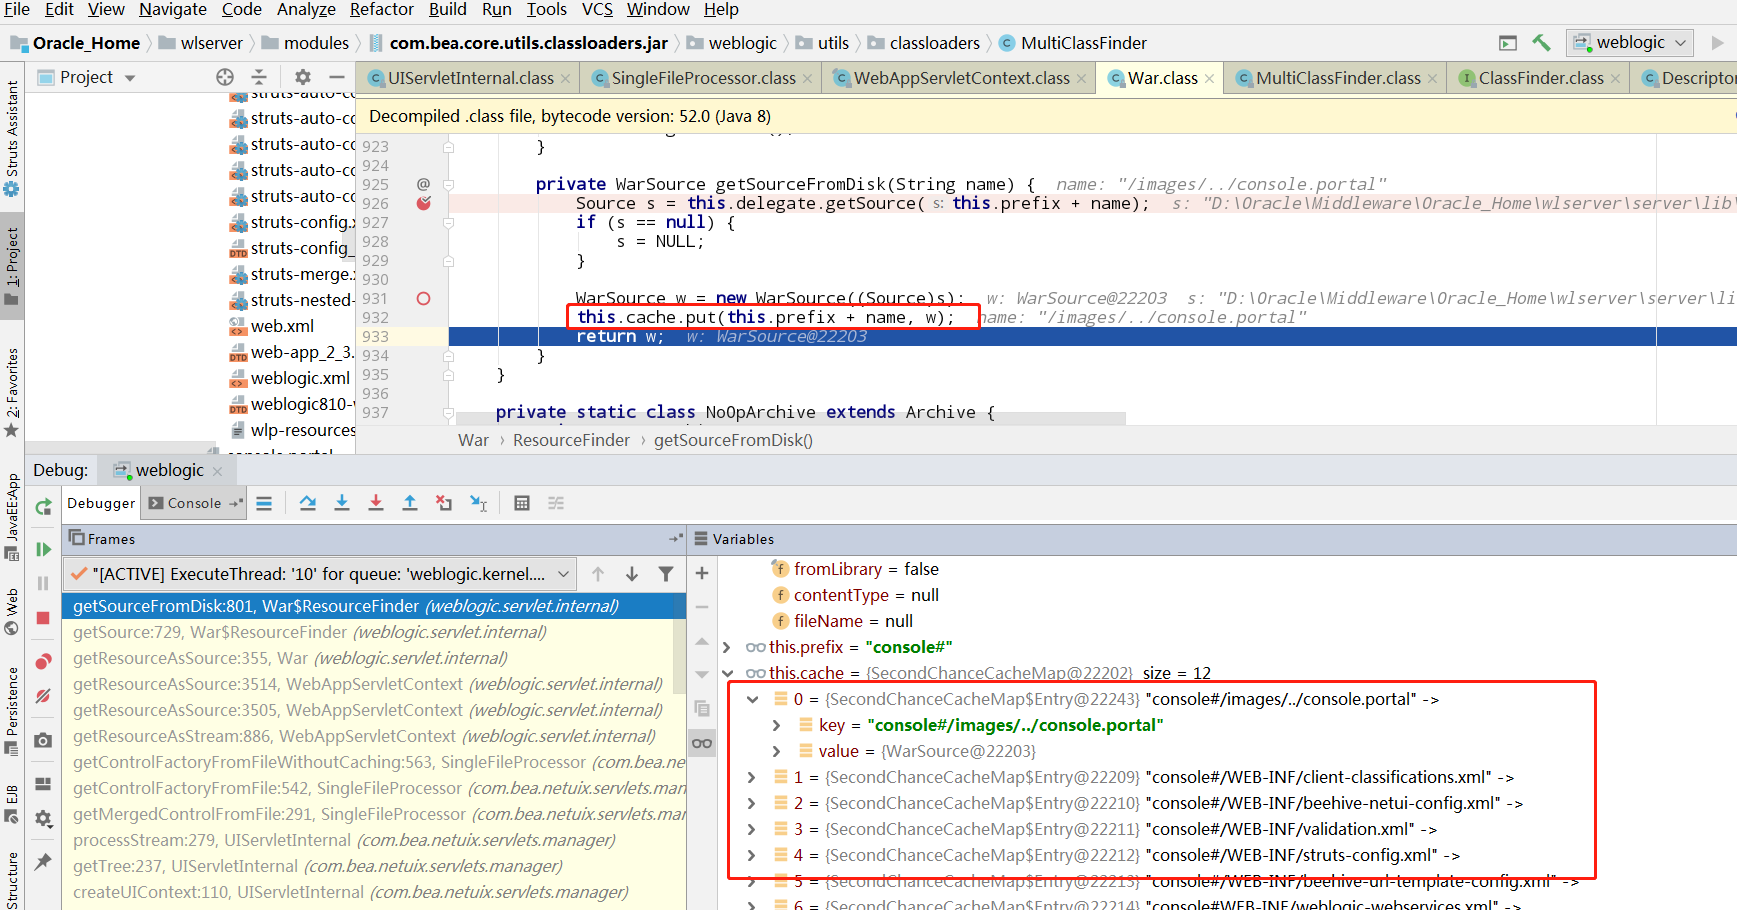 File Edit View Navigate Code Analyze Refactor Build Run Tools VCS Window Help
Oracle_Home wlserver modules com.bea.core.utils.classloaders.jar weblogic utils classloaders MultiClassFinder weblogic
Project UIServletInternal.class SingleFileProcessor.class WebAppServletContext.class War.class MultiClassFinder.class ClassFinder.class Descripto
Struts Assistant
1: Project
2: Favorites
JavaEE:App
Web
Persistence
EJB
Structure
struts-auto-co
struts-auto-co
struts-auto-co
struts-auto-co
struts-auto-co
struts-config.x
struts-config_
struts-merge.x
struts-nested-
web.xml
web-app_2_3.
weblogic.xml
weblogic810-
wlp-resources
Decompiled .class file, bytecode version: 52.0 (Java 8)
923 }
924
925 @ private WarSource getSourceFromDisk(String name) { name: "/images/../console.portal"
926 Source s = this.delegate.getSource( s: this.prefix + name); s: "D:\Oracle\Middleware\Oracle_Home\wlserver\server\lib\
927 if (s == null) {
928 s = NULL;
929 }
930
931 WarSource w = new WarSource((Source)s); w: WarSource@22203 s: "D:\Oracle\Middleware\Oracle_Home\wlserver\server\li
932 this.cache.put(this.prefix + name, w); name: "/images/../console.portal"
933 return w; w: WarSource@22203
934 }
935 }
936
937 private static class NoOpArchive extends Archive {
War › ResourceFinder › getSourceFromDisk()
Debug: weblogic
Debugger Console
Frames
"[ACTIVE] ExecuteThread: '10' for queue: 'weblogic.kernel....
getSourceFromDisk:801, War$ResourceFinder (weblogic.servlet.internal)
getSource:729, War$ResourceFinder (weblogic.servlet.internal)
getResourceAsSource:355, War (weblogic.servlet.internal)
getResourceAsSource:3514, WebAppServletContext (weblogic.servlet.internal)
getResourceAsSource:3505, WebAppServletContext (weblogic.servlet.internal)
getResourceAsStream:886, WebAppServletContext (weblogic.servlet.internal)
getControlFactoryFromFileWithoutCaching:563, SingleFileProcessor (com.bea.ne
getControlFactoryFromFile:542, SingleFileProcessor (com.bea.netuix.servlets.man
getMergedControlFromFile:291, SingleFileProcessor (com.bea.netuix.servlets.mar
processStream:279, UIServletInternal (com.bea.netuix.servlets.manager)
getTree:237, UIServletInternal (com.bea.netuix.servlets.manager)
createUIContext:110, UIServletInternal (com.bea.netuix.servlets.manager)
Variables
fromLibrary = false
contentType = null
fileName = null
this.prefix = "console#"
this.cache = {SecondChanceCacheMap@22202} size = 12
0 = {SecondChanceCacheMap$Entry@22243} "console#/images/../console.portal" ->
key = "console#/images/../console.portal"
value = {WarSource@22203}
1 = {SecondChanceCacheMap$Entry@22209} "console#/WEB-INF/client-classifications.xml" ->
2 = {SecondChanceCacheMap$Entry@22210} "console#/WEB-INF/beehive-netui-config.xml" ->
3 = {SecondChanceCacheMap$Entry@22211} "console#/WEB-INF/validation.xml" ->
4 = {SecondChanceCacheMap$Entry@22212} "console#/WEB-INF/struts-config.xml" ->
5 = {SecondChanceCacheMap$Entry@22213} "console#/WEB-INF/beehive-url-template-config.xml" ->
6 = {SecondChanceCacheMap$Entry@22214} "console#/WEB-INF/weblogic-webservices.xml" ->